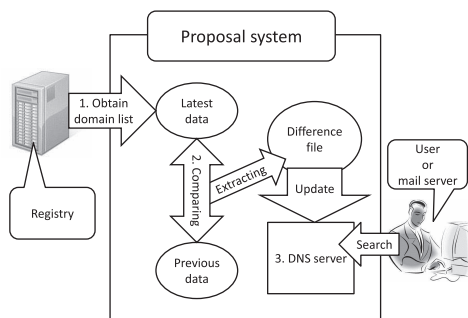 Proposal system
1. Obtain
domain list
Latest
data
Difference
file
User
or
mail server
2. Comparing
Extracting
Registry
Update
Previous
data
3. DNS server
Search